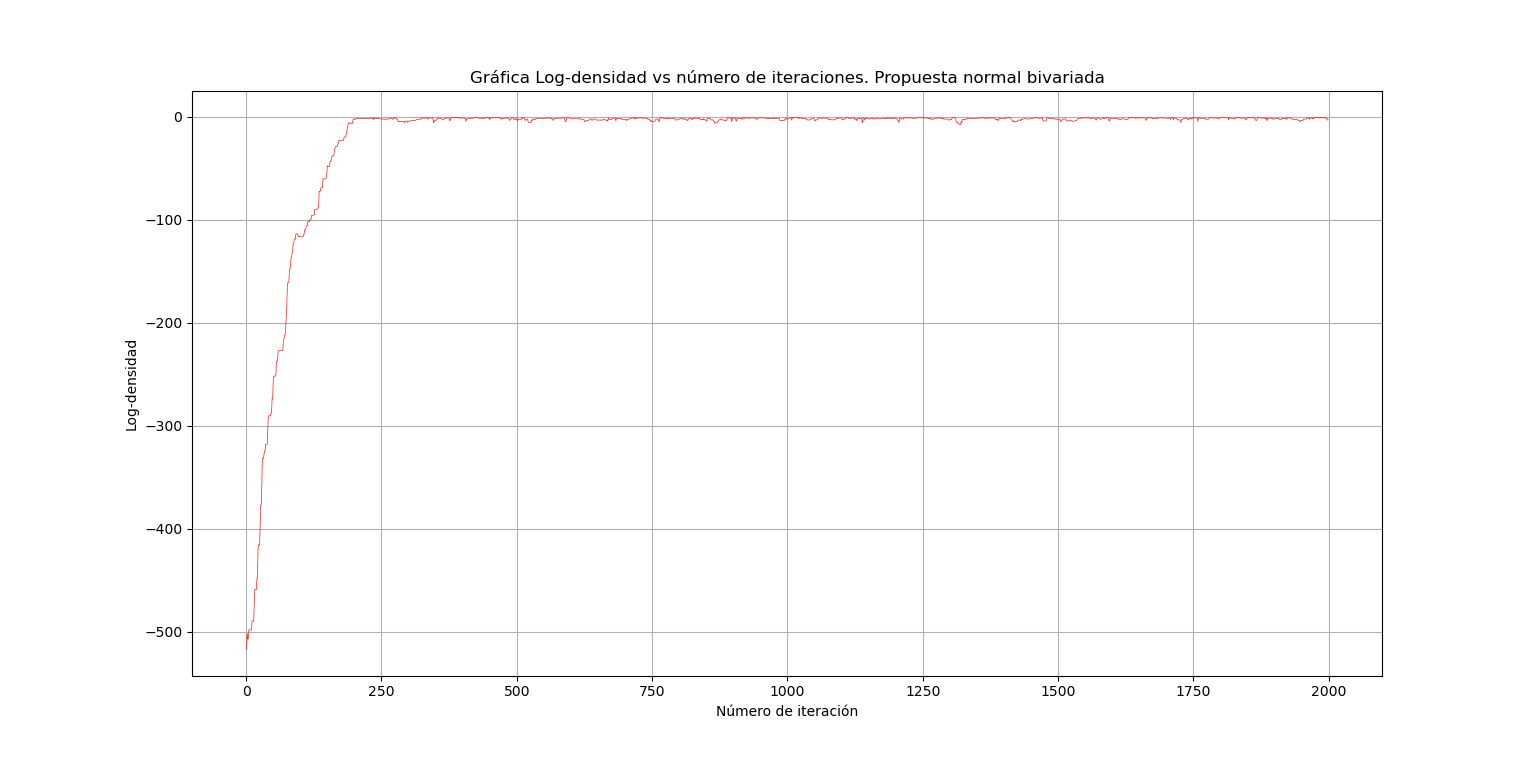 Gráfica Log-densidad vs número de iteraciones. Propuesta normal bivariada
0
−100
−200
−300
−400
−500
Log-densidad
0 250 500 750 1000 1250 1500 1750 2000
Número de iteración